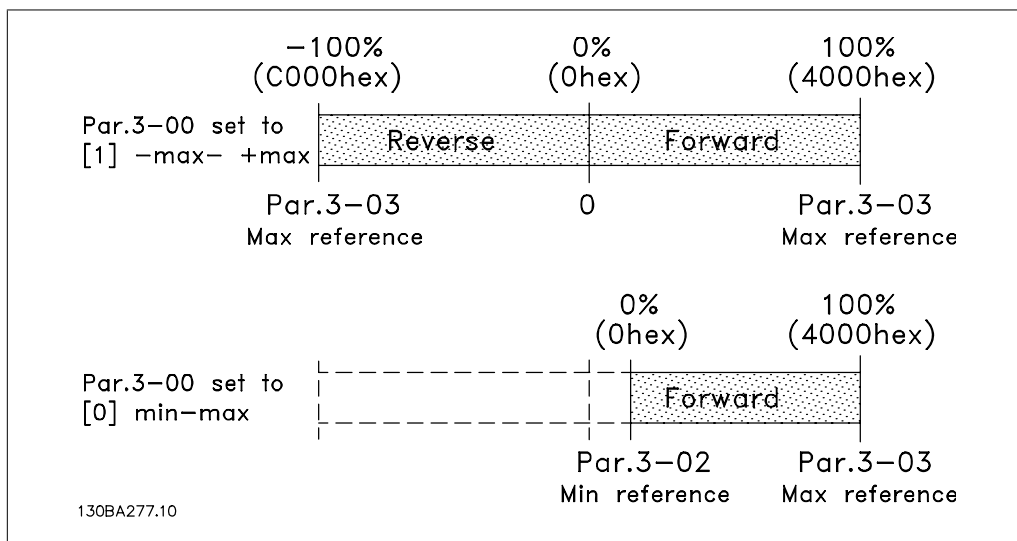 -100% 0% 100%
(C000hex) (0hex) (4000hex)
Par.3-00 set to
[1] -max- +max
Reverse Forward
Par.3-03 0 Par.3-03
Max reference Max reference
0% 100%
(0hex) (4000hex)
Par.3-00 set to
[0] min-max
Forward
Par.3-02 Par.3-03
Min reference Max reference
130BA277.10